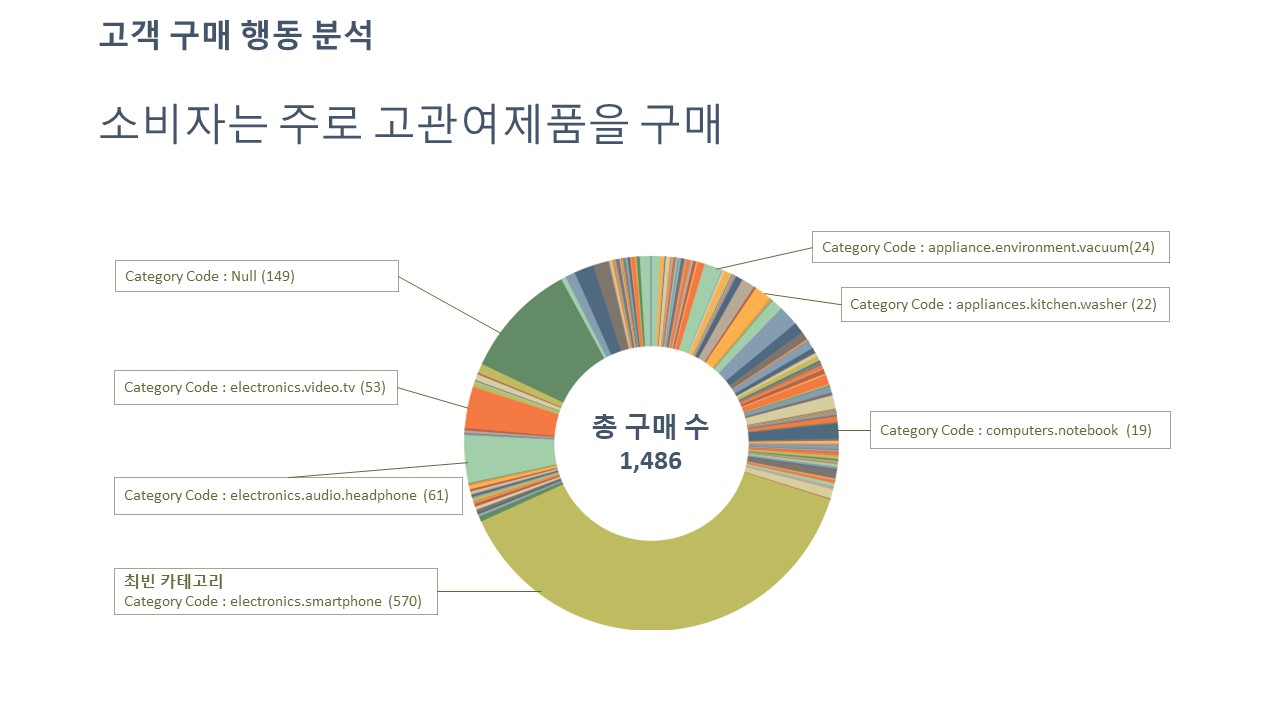 고객 구매 행동 분석
소비자는 주로 고관여제품을 구매
Category Code : appliance.environment.vacuum(24)
Category Code : Null (149)
Category Code : appliances.kitchen.washer (22)
Category Code : electronics.video.tv (53)
총 구매 수
1,486
Category Code : computers.notebook (19)
Category Code : electronics.audio.headphone (61)
최빈 카테고리
Category Code : electronics.smartphone (570)